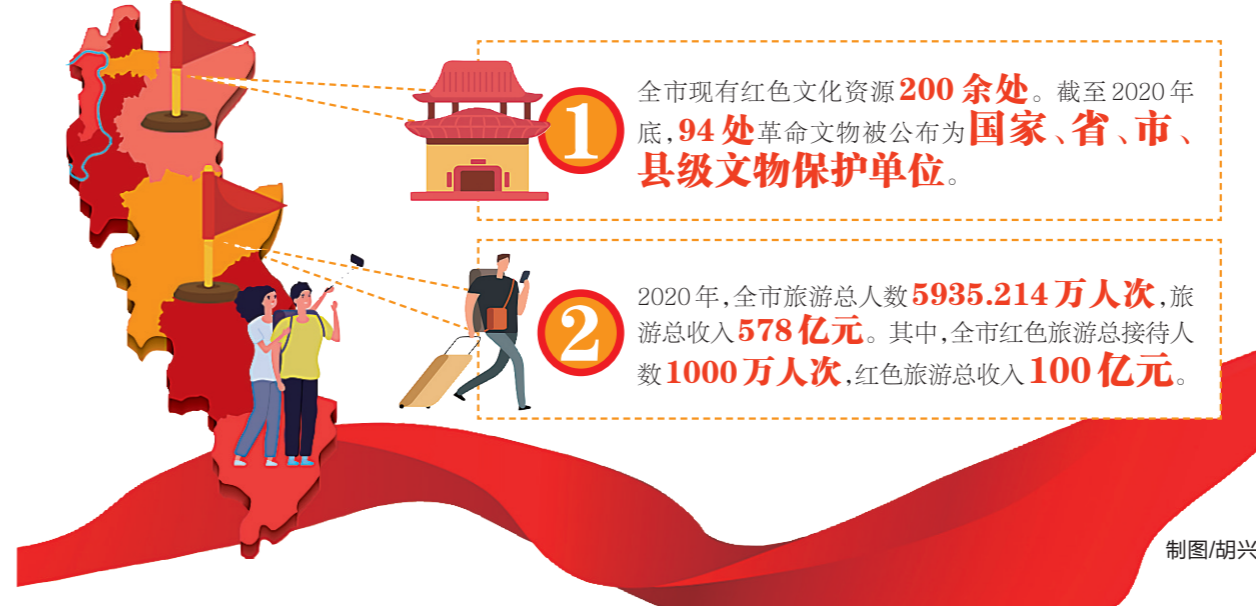 1
全市现有红色文化资源200余处。截至2020年
底,94处革命文物被公布为国家、省、市、
县级文物保护单位。
2
2020年,全市旅游总人数5935.214万人次,旅
游总收入578亿元。其中,全市红色旅游总接待人
数1000万人次,红色旅游总收入100亿元。
制图/胡兴